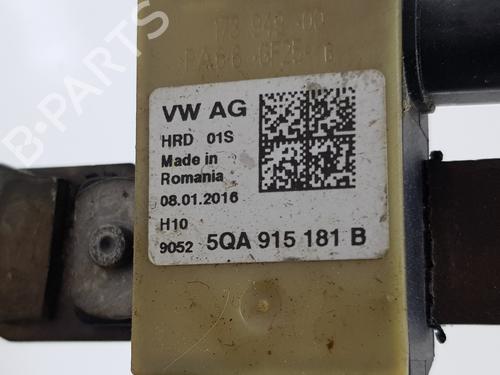 VW AG
HRD 01S
Made in
Romania
08.01.2016
H10
9052 5QA 915 181 B
B-PARTS